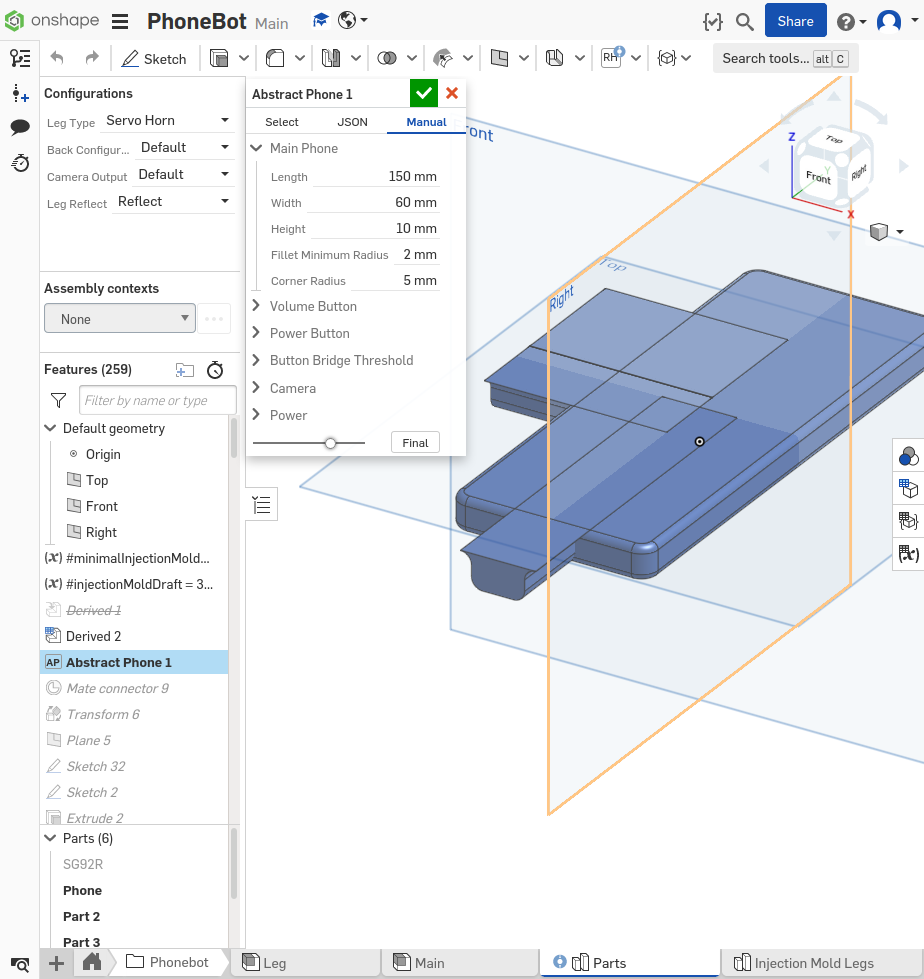 onshape
PhoneBot Main
Share
Sketch
RH
Search tools... alt C
Configurations
Leg Type Servo Horn
Back Configur... Default
Camera Output Default
Leg Reflect Reflect
Assembly contexts
None
Features (259)
Filter by name or type
Default geometry
Origin
Top
Front
Right
(x) #minimalInjectionMold...
(x) #injectionMoldDraft = 3...
Derived 1
Derived 2
AP Abstract Phone 1
Mate connector 9
Transform 6
Plane 5
Sketch 32
Sketch 2
Extrude 2
Parts (6)
SG92R
Phone
Part 2
Part 3
Abstract Phone 1
Select JSON Manual
Main Phone
Length 150 mm
Width 60 mm
Height 10 mm
Fillet Minimum Radius 2 mm
Corner Radius 5 mm
Volume Button
Power Button
Button Bridge Threshold
Camera
Power
Final
ront
Top
Right
Z
Top
Y
Front
Right
X
(x)
Phonebot
Leg
Main
Parts
Injection Mold Legs